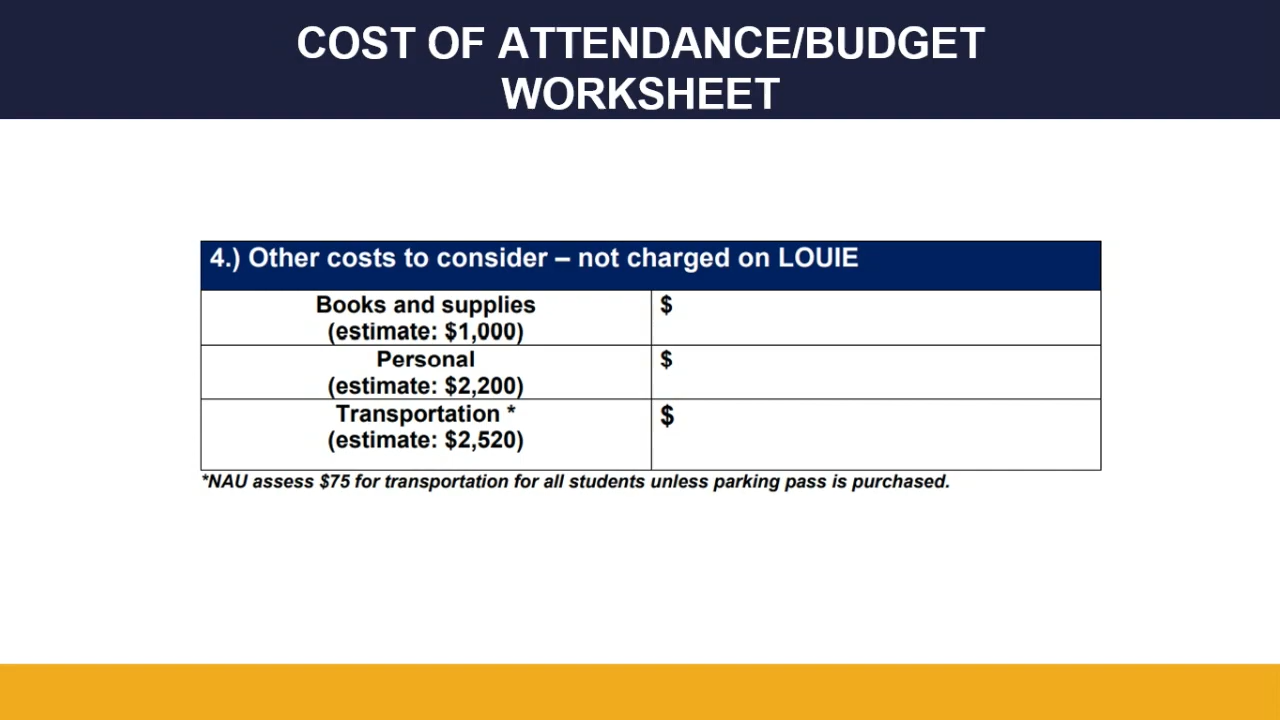 COST OF ATTENDANCE/BUDGET
WORKSHEET
4.) Other costs to consider – not charged on LOUIE
Books and supplies
(estimate: $1,000)
$
Personal
(estimate: $2,200)
$
Transportation *
(estimate: $2,520)
$
*NAU assess $75 for transportation for all students unless parking pass is purchased.